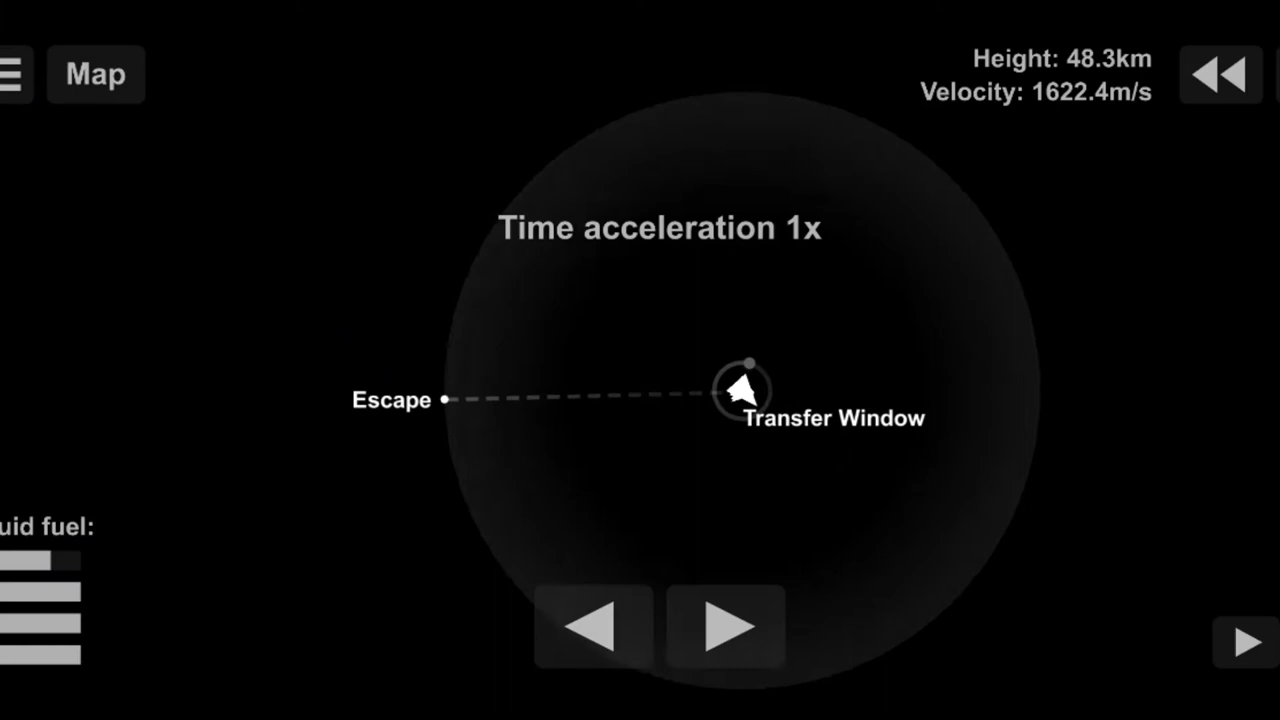 Map
Height: 48.3km
Velocity: 1622.4m/s
Time acceleration 1x
Escape
Transfer Window
uid fuel: